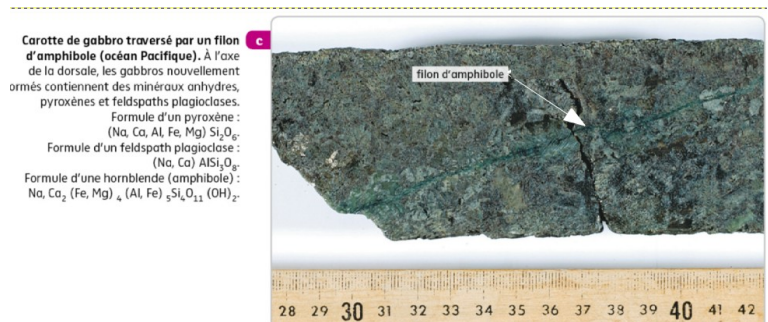 c
Carotte de gabbro traversé par un filon
d'amphibole (océan Pacifique). À l'axe
de la dorsale, les gabbros nouvellement
ormés contiennent des minéraux anhydres,
pyroxènes et feldspaths plagioclases.
Formule d'un pyroxène :
(Na, Ca, Al, Fe, Mg) Si₂O₆.
Formule d'un feldspath plagioclase :
(Na, Ca) AlSi₃O₈.
Formule d'une hornblende (amphibole) :
Na, Ca₂ (Fe, Mg) ₄ (Al, Fe) ₅Si₄O₁₁ (OH)₂.
filon d'amphibole
28 29 30 31 32 33 34 35 36 37 38 39 40 41 42